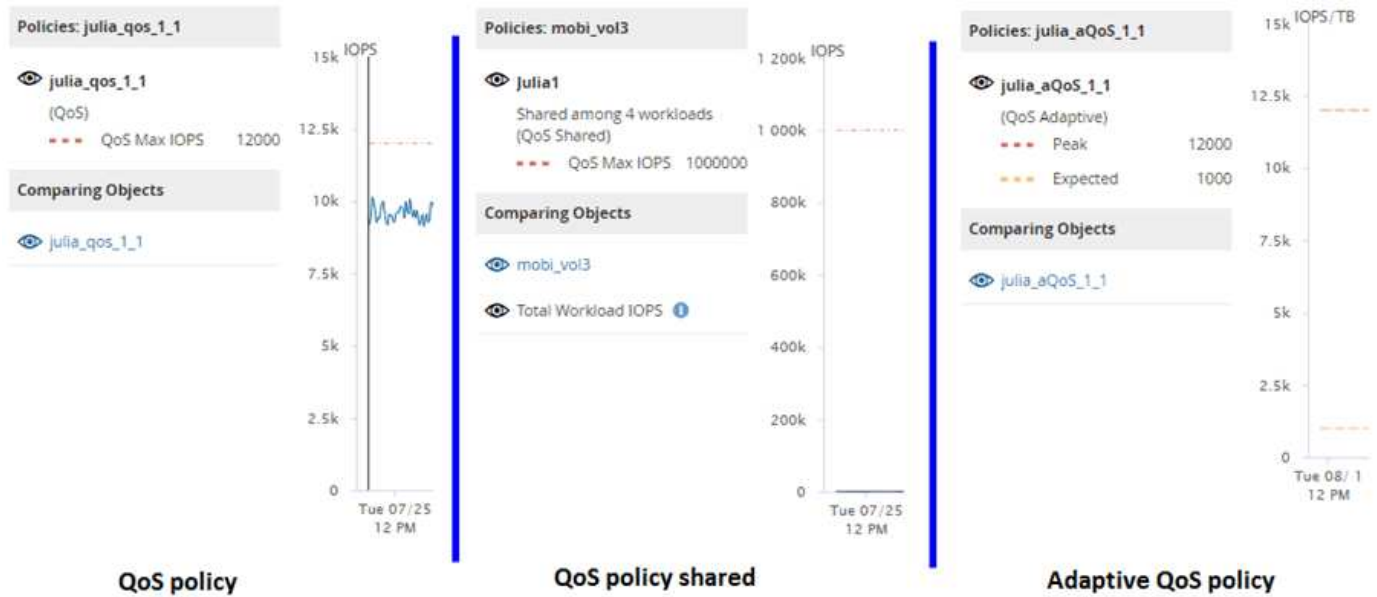 Policies: julia_qos_1_1
julia_qos_1_1
(QoS)
QoS Max IOPS 12000
Comparing Objects
julia_qos_1_1
IOPS
15k
12.5k
10k
7.5k
5k
2.5k
0
Tue 07/25
12 PM
QoS policy
Policies: mobi_vol3
Julia1
Shared among 4 workloads
(QoS Shared)
QoS Max IOPS 1000000
Comparing Objects
mobi_vol3
Total Workload IOPS
IOPS
1 200k
1 000k
800k
600k
400k
200k
0
Tue 07/25
12 PM
QoS policy shared
Policies: julia_aQoS_1_1
julia_aQoS_1_1
(QoS Adaptive)
Peak 12000
Expected 1000
Comparing Objects
julia_aQoS_1_1
IOPS/TB
15k
12.5k
10k
7.5k
5k
2.5k
0
Tue 08/ 1
12 PM
Adaptive QoS policy